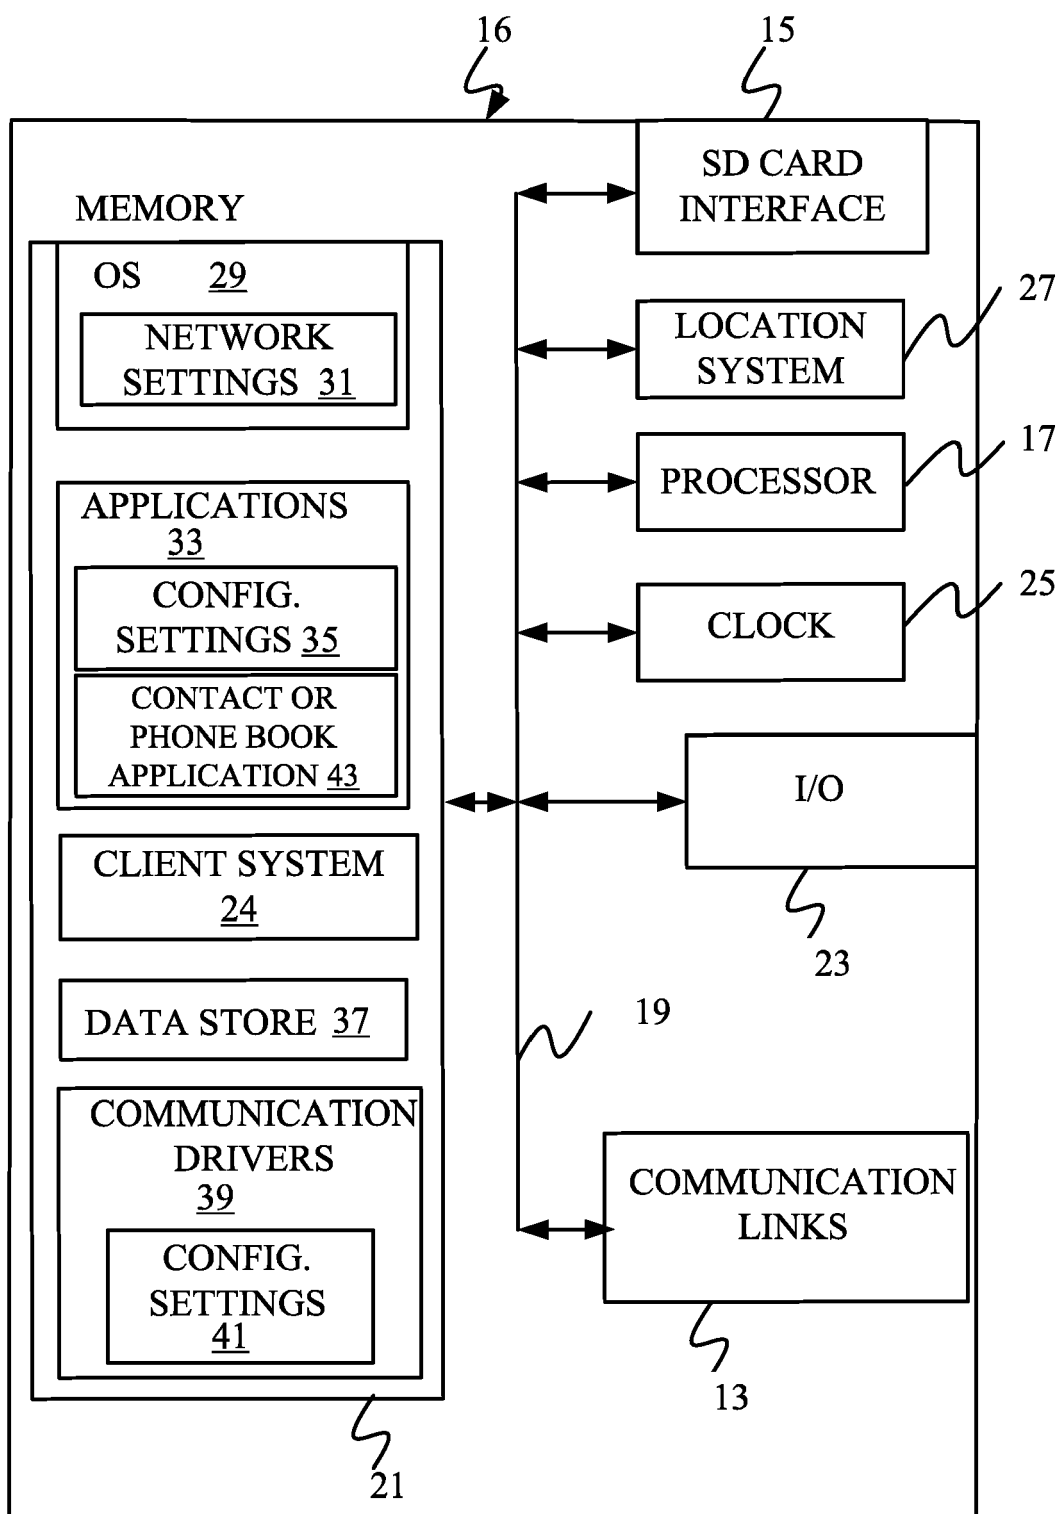 16
15
SD CARD
INTERFACE
MEMORY
OS 29
NETWORK
SETTINGS 31
27
LOCATION
SYSTEM
17
PROCESSOR
APPLICATIONS
33
CONFIG.
SETTINGS 35
25
CLOCK
CONTACT OR
PHONE BOOK
APPLICATION 43
I/O
CLIENT SYSTEM
24
23
DATA STORE 37
19
COMMUNICATION
DRIVERS
39
CONFIG.
SETTINGS
41
COMMUNICATION
LINKS
13
21